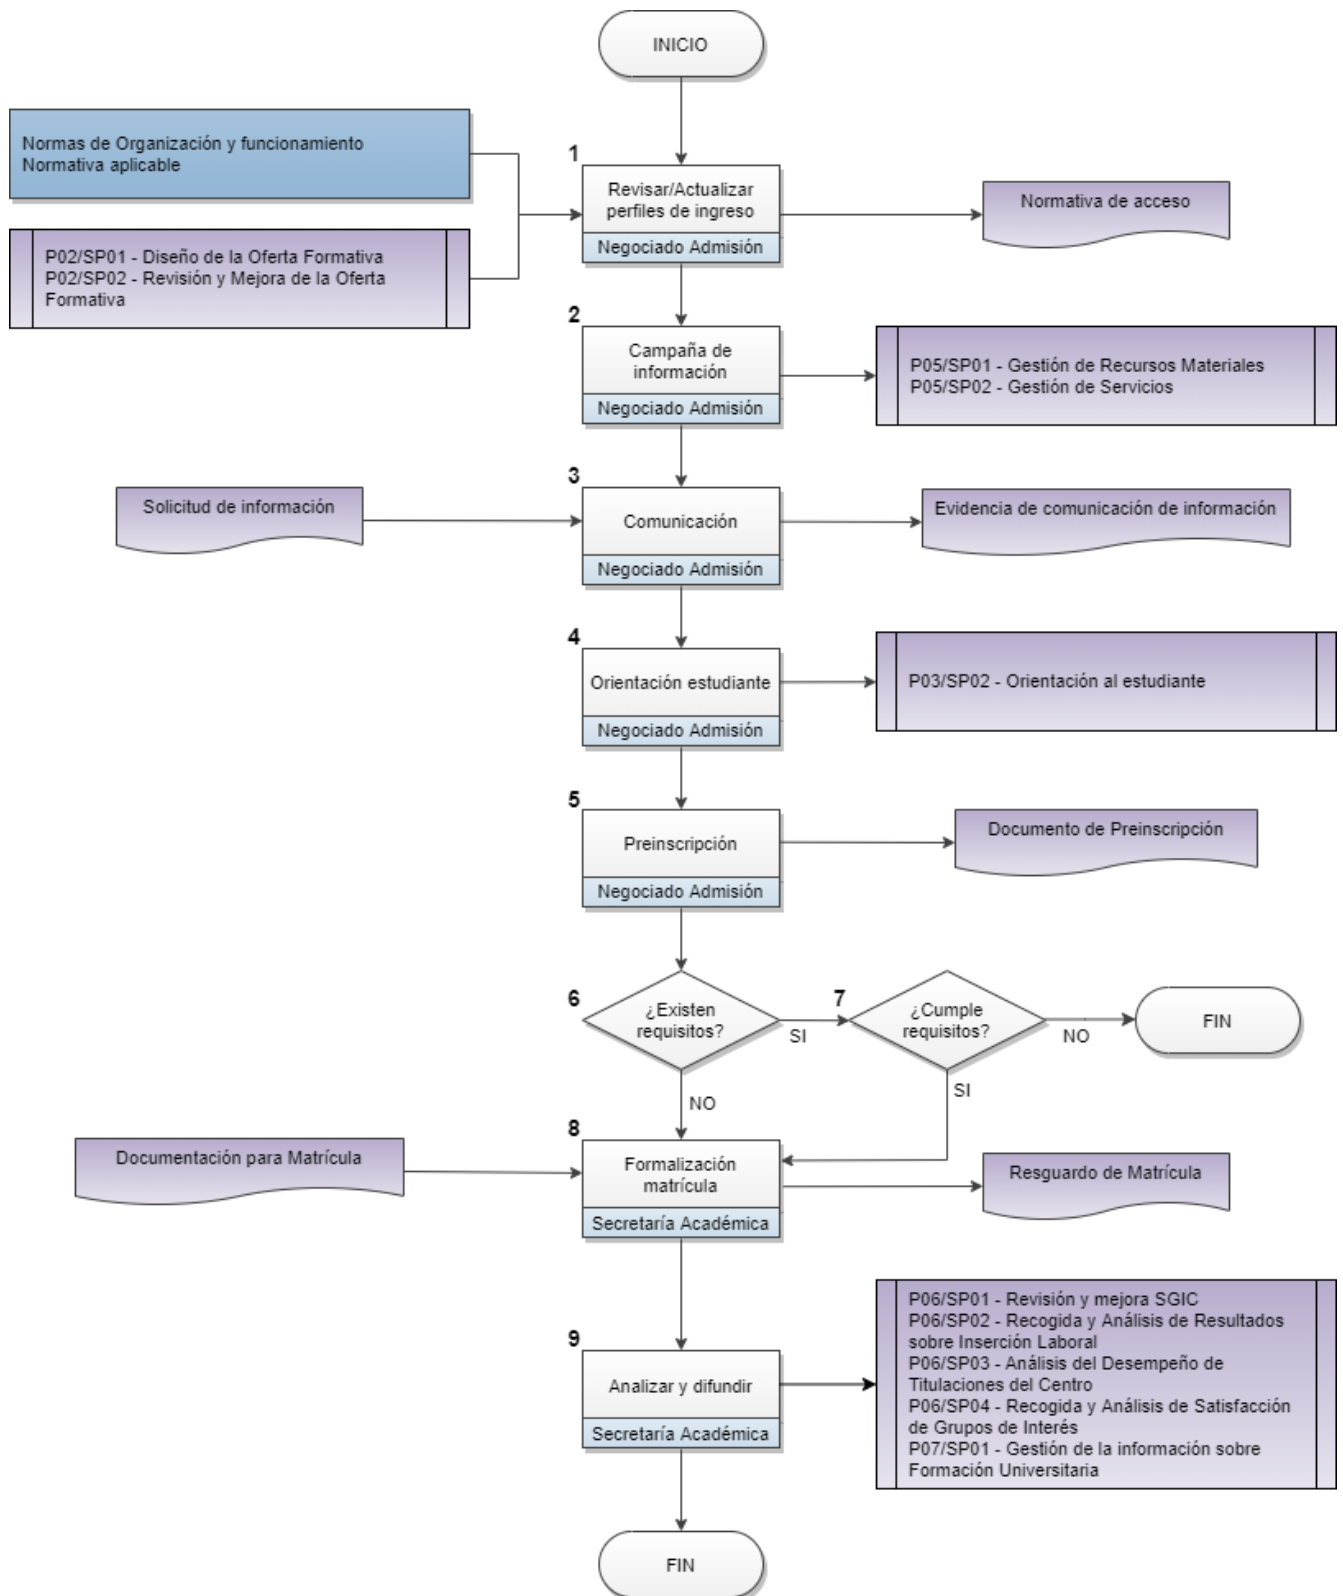 INICIO
Normas de Organización y funcionamiento
Normativa aplicable
1
Revisar/Actualizar
perfiles de ingreso
Negociado Admisión
Normativa de acceso
P02/SP01 - Diseño de la Oferta Formativa
P02/SP02 - Revisión y Mejora de la Oferta
Formativa
2
Campaña de
información
Negociado Admisión
P05/SP01 - Gestión de Recursos Materiales
P05/SP02 - Gestión de Servicios
3
Solicitud de información
Comunicación
Negociado Admisión
Evidencia de comunicación de información
4
Orientación estudiante
Negociado Admisión
P03/SP02 - Orientación al estudiante
5
Preinscripción
Negociado Admisión
Documento de Preinscripción
6
¿Existen
requisitos?
SI
7
¿Cumple
requisitos?
NO
FIN
NO
SI
8
Documentación para Matrícula
Formalización
matrícula
Secretaría Académica
Resguardo de Matrícula
9
Analizar y difundir
Secretaría Académica
P06/SP01 - Revisión y mejora SGIC
P06/SP02 - Recogida y Análisis de Resultados
sobre Inserción Laboral
P06/SP03 - Análisis del Desempeño de
Titulaciones del Centro
P06/SP04 - Recogida y Análisis de Satisfacción
de Grupos de Interés
P07/SP01 - Gestión de la información sobre
Formación Universitaria
FIN